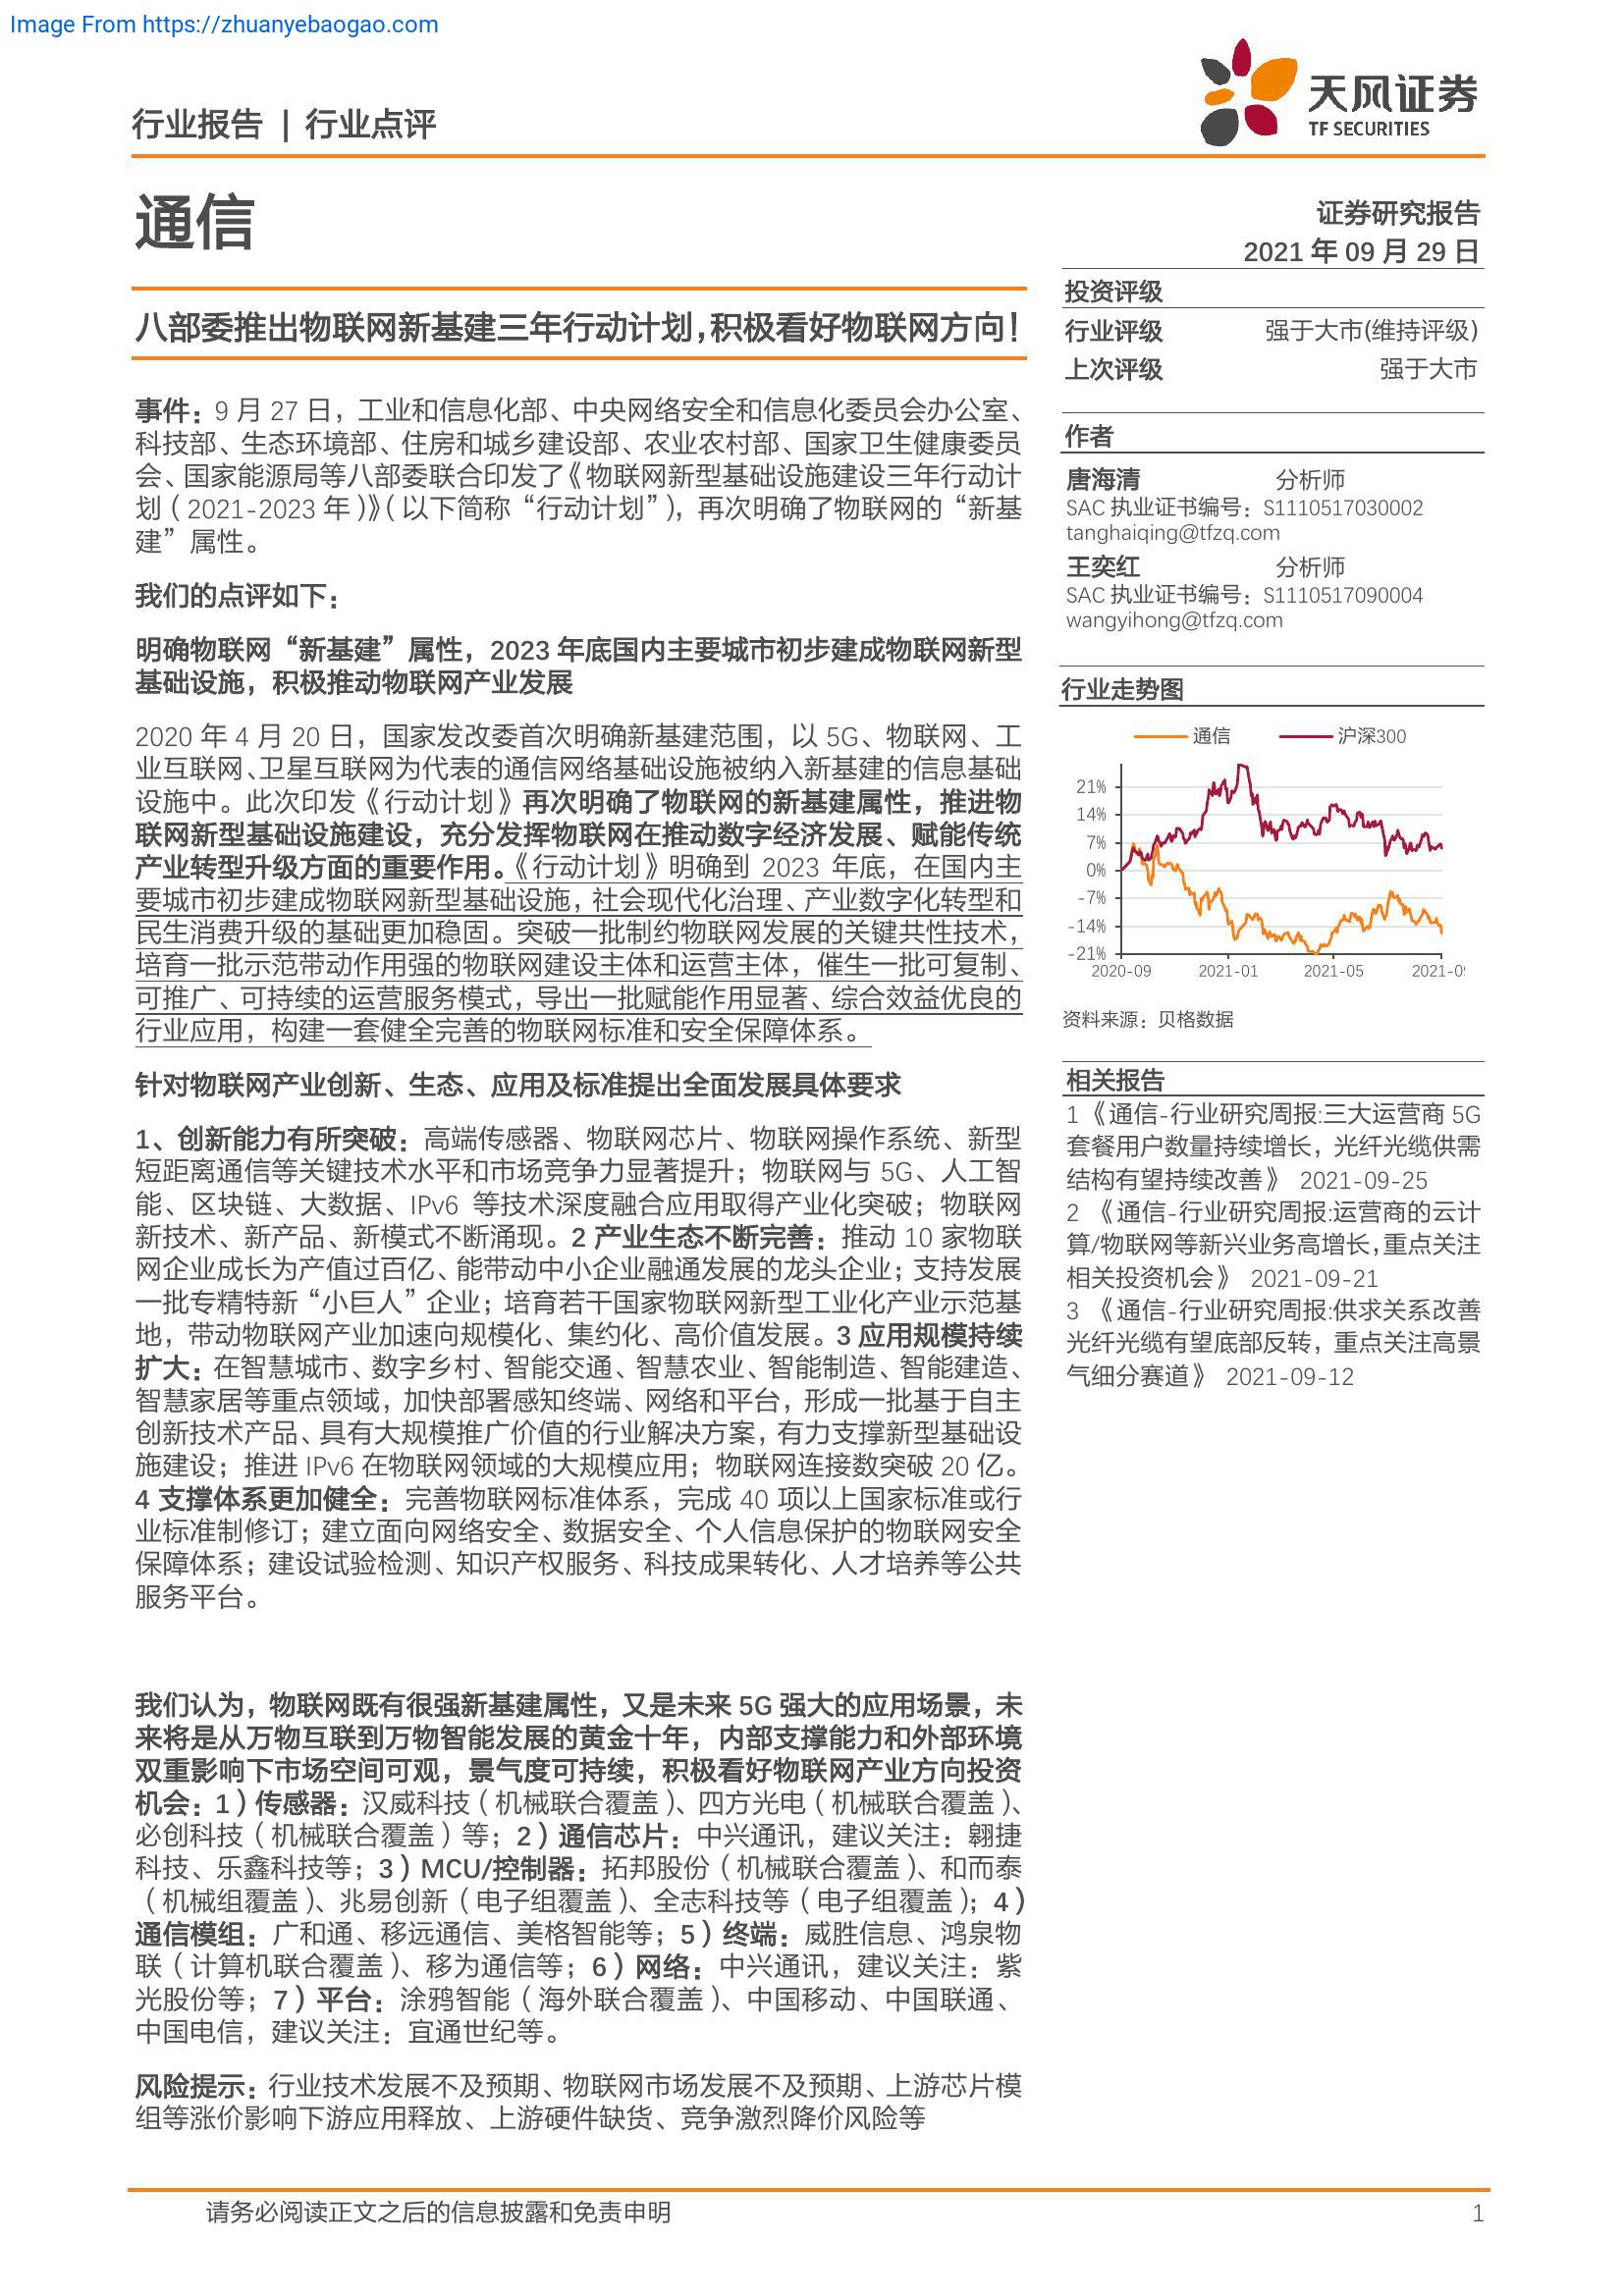 Image From https://zhuanyebaogao.com
行业报告 | 行业点评
天风证券
TF SECURITIES
通信
证券研究报告
2021 年 09 月 29 日
八部委推出物联网新基建三年行动计划，积极看好物联网方向！
事件：9 月 27 日，工业和信息化部、中央网络安全和信息化委员会办公室、
科技部、生态环境部、住房和城乡建设部、农业农村部、国家卫生健康委员
会、国家能源局等八部委联合印发了《物联网新型基础设施建设三年行动计
划（2021-2023 年）》（以下简称“行动计划”），再次明确了物联网的“新基
建”属性。
我们的点评如下：
明确物联网“新基建”属性，2023 年底国内主要城市初步建成物联网新型
基础设施，积极推动物联网产业发展
2020 年 4 月 20 日，国家发改委首次明确新基建范围，以 5G、物联网、工
业互联网、卫星互联网为代表的通信网络基础设施被纳入新基建的信息基础
设施中。此次印发《行动计划》再次明确了物联网的新基建属性，推进物
联网新型基础设施建设，充分发挥物联网在推动数字经济发展、赋能传统
产业转型升级方面的重要作用。《行动计划》明确到 2023 年底，在国内主
要城市初步建成物联网新型基础设施，社会现代化治理、产业数字化转型和
民生消费升级的基础更加稳固。突破一批制约物联网发展的关键共性技术，
培育一批示范带动作用强的物联网建设主体和运营主体，催生一批可复制、
可推广、可持续的运营服务模式，导出一批赋能作用显著、综合效益优良的
行业应用，构建一套健全完善的物联网标准和安全保障体系。
针对物联网产业创新、生态、应用及标准提出全面发展具体要求
1、创新能力有所突破：高端传感器、物联网芯片、物联网操作系统、新型
短距离通信等关键技术水平和市场竞争力显著提升；物联网与 5G、人工智
能、区块链、大数据、IPv6 等技术深度融合应用取得产业化突破；物联网
新技术、新产品、新模式不断涌现。2 产业生态不断完善：推动 10 家物联
网企业成长为产值过百亿、能带动中小企业融通发展的龙头企业；支持发展
一批专精特新“小巨人”企业；培育若干国家物联网新型工业化产业示范基
地，带动物联网产业加速向规模化、集约化、高价值发展。3 应用规模持续
扩大：在智慧城市、数字乡村、智能交通、智慧农业、智能制造、智能建造、
智慧家居等重点领域，加快部署感知终端、网络和平台，形成一批基于自主
创新技术产品、具有大规模推广价值的行业解决方案，有力支撑新型基础设
施建设；推进 IPv6 在物联网领域的大规模应用；物联网连接数突破 20 亿。
4 支撑体系更加健全：完善物联网标准体系，完成 40 项以上国家标准或行
业标准制修订；建立面向网络安全、数据安全、个人信息保护的物联网安全
保障体系；建设试验检测、知识产权服务、科技成果转化、人才培养等公共
服务平台。
我们认为，物联网既有很强新基建属性，又是未来 5G 强大的应用场景，未
来将是从万物互联到万物智能发展的黄金十年，内部支撑能力和外部环境
双重影响下市场空间可观，景气度可持续，积极看好物联网产业方向投资
机会：1）传感器：汉威科技（机械联合覆盖）、四方光电（机械联合覆盖）、
必创科技（机械联合覆盖）等；2）通信芯片：中兴通讯，建议关注：翱捷
科技、乐鑫科技等；3）MCU/控制器：拓邦股份（机械联合覆盖）、和而泰
（机械组覆盖）、兆易创新（电子组覆盖）、全志科技等（电子组覆盖）；4）
通信模组：广和通、移远通信、美格智能等；5）终端：威胜信息、鸿泉物
联（计算机联合覆盖）、移为通信等；6）网络：中兴通讯，建议关注：紫
光股份等；7）平台：涂鸦智能（海外联合覆盖）、中国移动、中国联通、
中国电信，建议关注：宜通世纪等。
风险提示：行业技术发展不及预期、物联网市场发展不及预期、上游芯片模
组等涨价影响下游应用释放、上游硬件缺货、竞争激烈降价风险等
投资评级
行业评级 强于大市(维持评级)
上次评级 强于大市
作者
唐海清 分析师
SAC 执业证书编号：S1110517030002
tanghaiqing@tfzq.com
王奕红 分析师
SAC 执业证书编号：S1110517090004
wangyihong@tfzq.com
行业走势图
通信 沪深300
21%
14%
7%
0%
-7%
-14%
-21%
2020-09 2021-01 2021-05 2021-09
资料来源：贝格数据
相关报告
1 《通信-行业研究周报:三大运营商 5G
套餐用户数量持续增长，光纤光缆供需
结构有望持续改善》 2021-09-25
2 《通信-行业研究周报:运营商的云计
算/物联网等新兴业务高增长，重点关注
相关投资机会》 2021-09-21
3 《通信-行业研究周报:供求关系改善
光纤光缆有望底部反转，重点关注高景
气细分赛道》 2021-09-12
请务必阅读正文之后的信息披露和免责申明 1